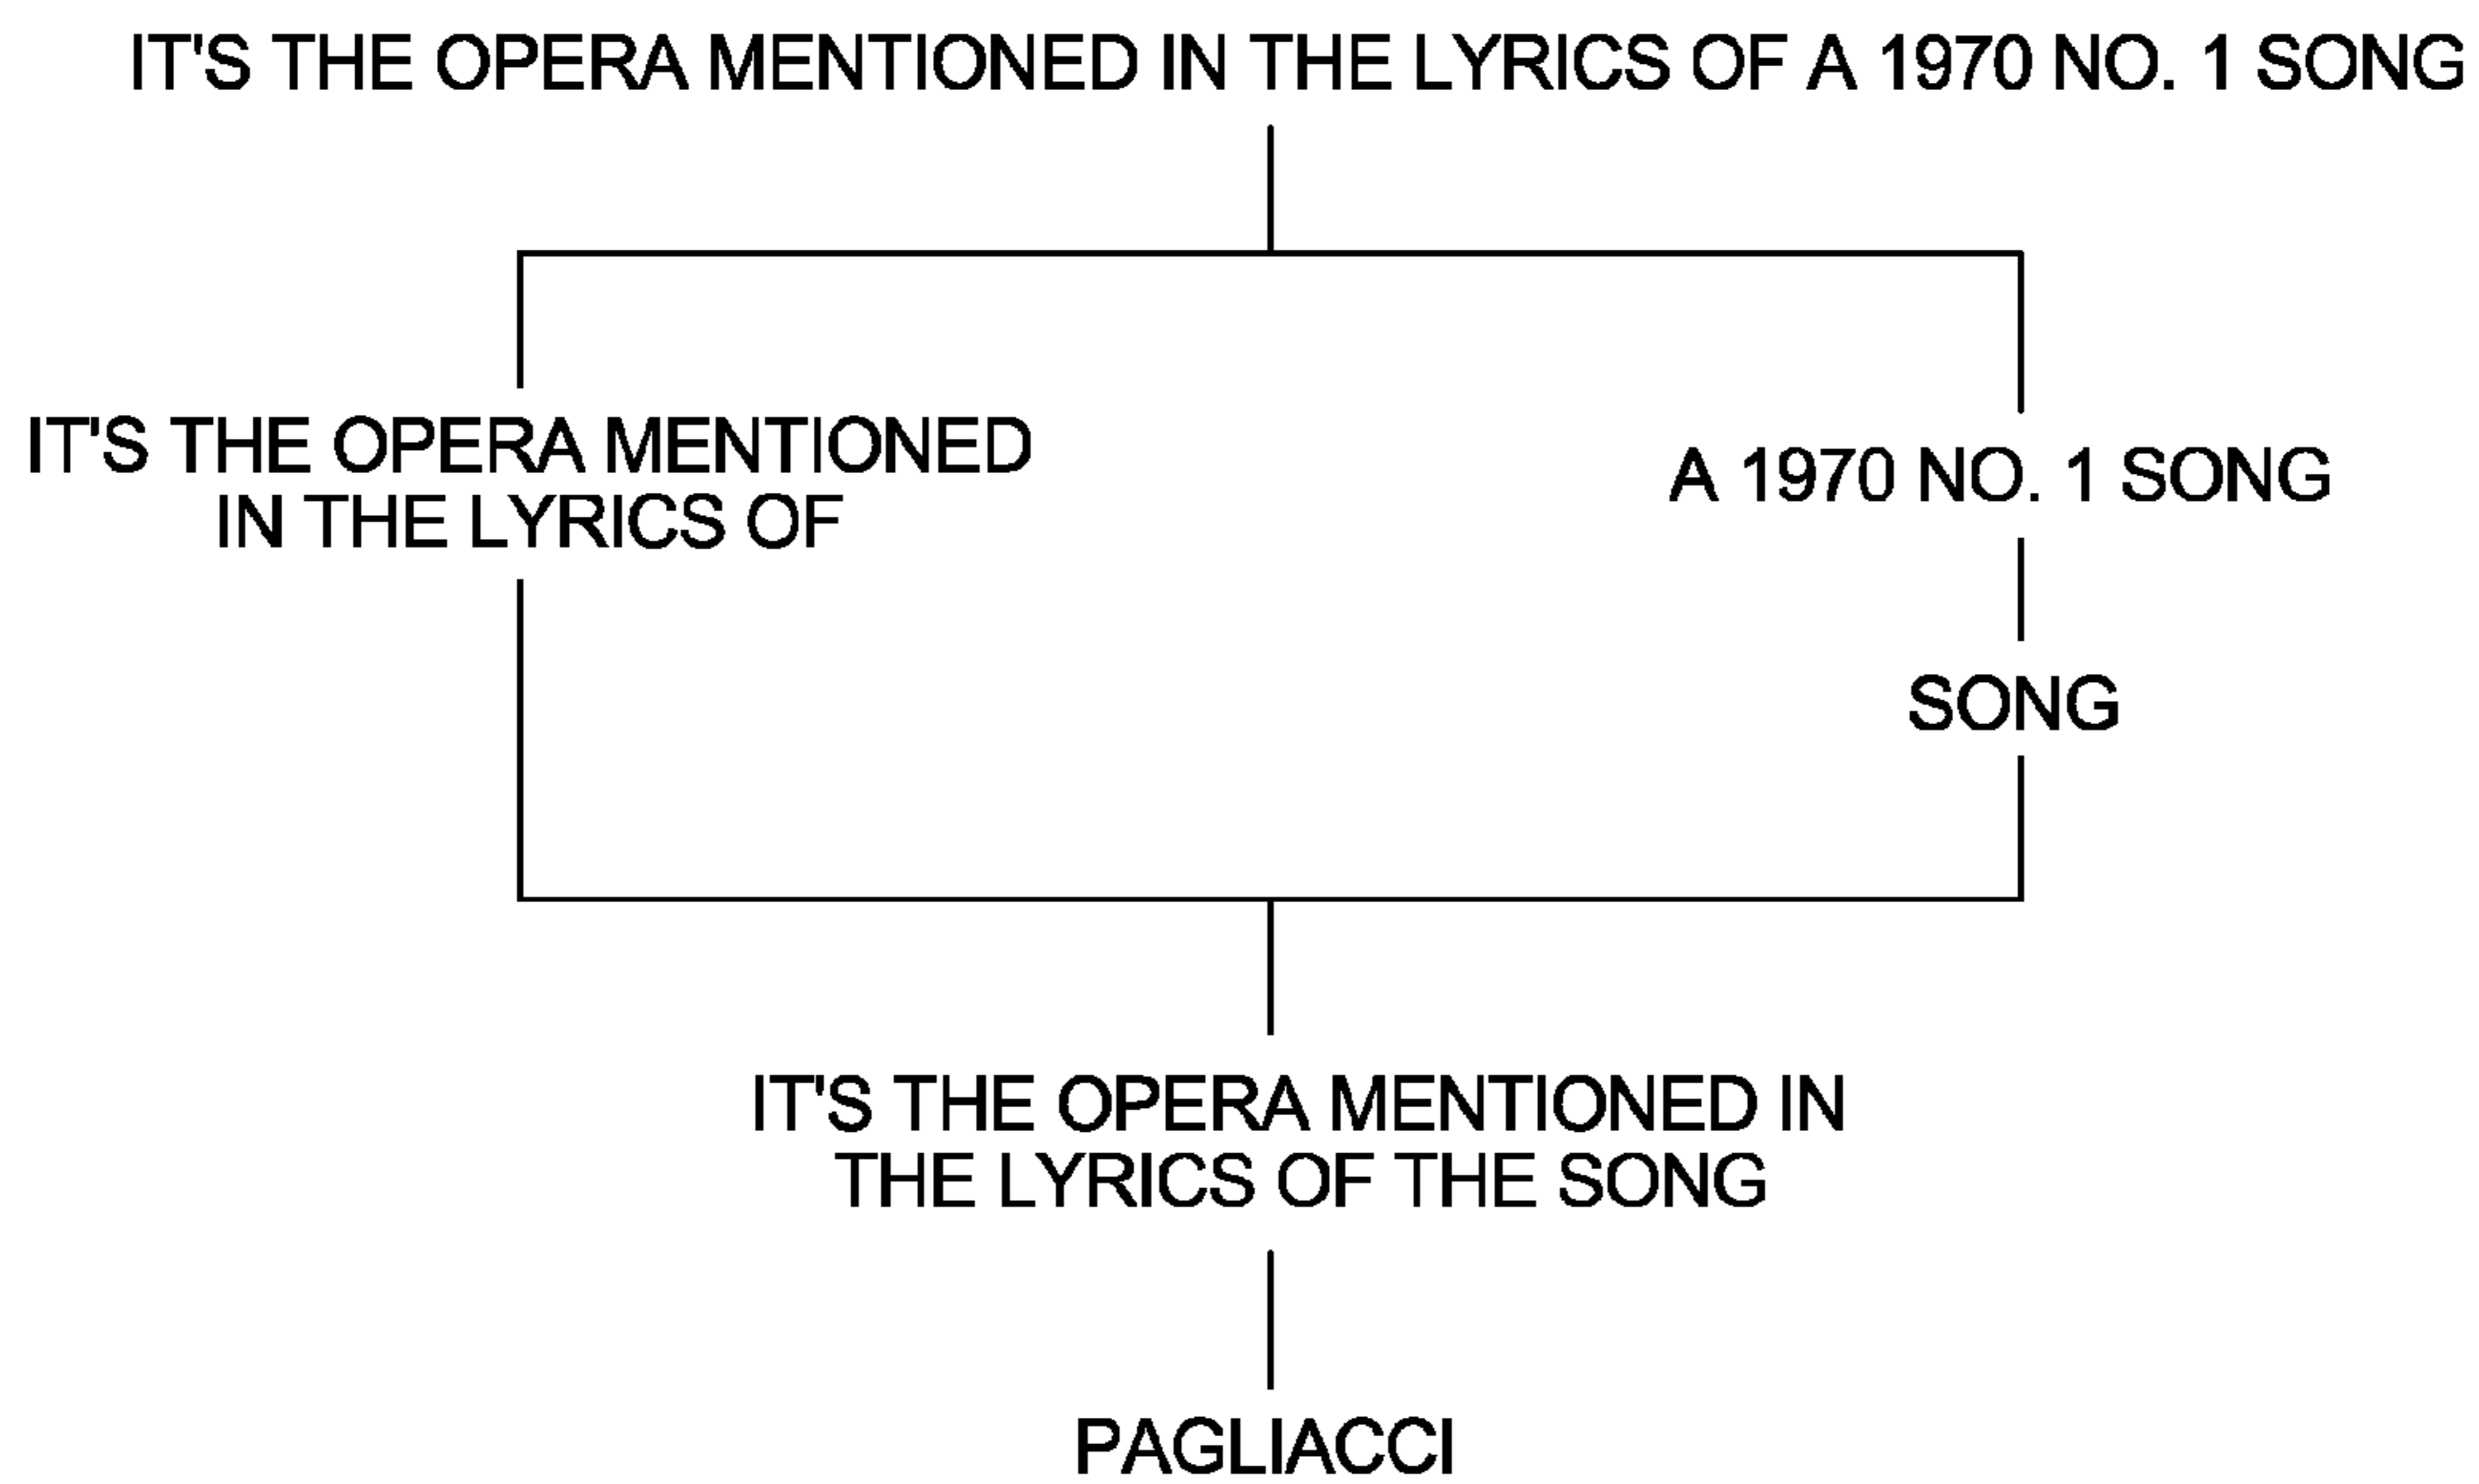 IT'S THE OPERA MENTIONED IN THE LYRICS OF A 1970 NO. 1 SONG
IT'S THE OPERA MENTIONED
IN THE LYRICS OF
A 1970 NO. 1 SONG
SONG
IT'S THE OPERA MENTIONED IN
THE LYRICS OF THE SONG
PAGLIACCI